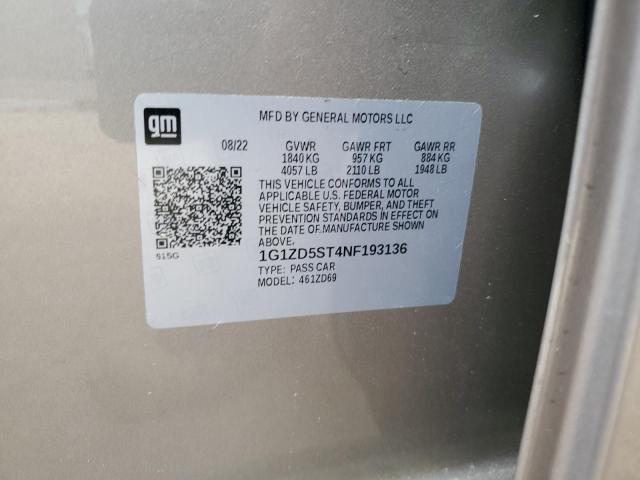 gm
MFD BY GENERAL MOTORS LLC
08/22 GVWR GAWR FRT GAWR RR
1840 KG 957 KG 884 KG
4057 LB 2110 LB 1948 LB
THIS VEHICLE CONFORMS TO ALL
APPLICABLE U.S. FEDERAL MOTOR
VEHICLE SAFETY, BUMPER, AND THEFT
PREVENTION STANDARDS IN EFFECT ON
THE DATE OF MANUFACTURE SHOWN
ABOVE.
1G1ZD5ST4NF193136
515G
TYPE: PASS CAR
MODEL: 461ZD69